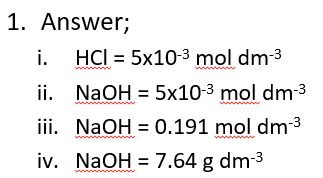 1. Answer;
i. HCl = 5x10⁻³ mol dm⁻³
ii. NaOH = 5x10⁻³ mol dm⁻³
iii. NaOH = 0.191 mol dm⁻³
iv. NaOH = 7.64 g dm⁻³